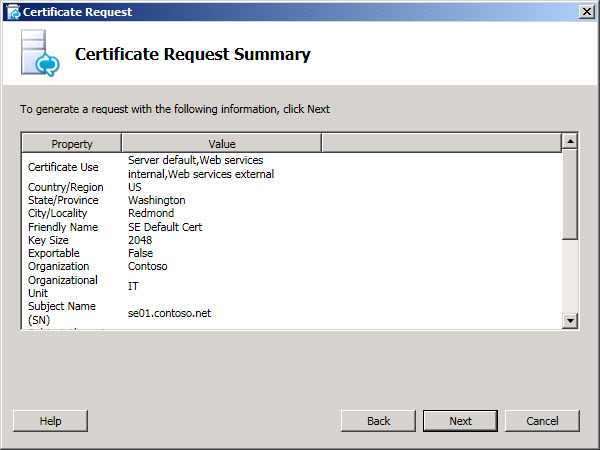 Certificate Request
Certificate Request Summary
To generate a request with the following information, click Next
Property Value
Certificate Use Server default,Web services
internal,Web services external
Country/Region US
State/Province Washington
City/Locality Redmond
Friendly Name SE Default Cert
Key Size 2048
Exportable False
Organization Contoso
Organizational
Unit IT
Subject Name
(SN) se01.contoso.net
Help Back Next Cancel